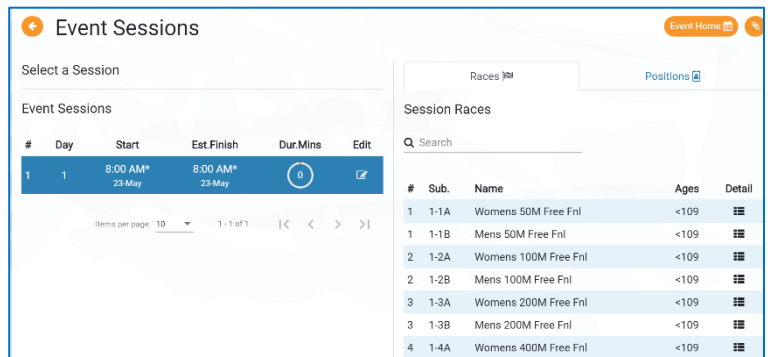 Event Sessions
Event Home
Select a Session
Event Sessions
# Day Start Est.Finish Dur.Mins Edit
1 1 8:00 AM* 8:00 AM* 0
23-May 23-May
Items per page: 10 1 - 1 of 1
Races Positions
Session Races
Search
# Sub. Name Ages Detail
1 1-1A Womens 50M Free Fnl <109
1 1-1B Mens 50M Free Fnl <109
2 1-2A Womens 100M Free Fnl <109
2 1-2B Mens 100M Free Fnl <109
3 1-3A Womens 200M Free Fnl <109
3 1-3B Mens 200M Free Fnl <109
4 1-4A Womens 400M Free Fnl <109